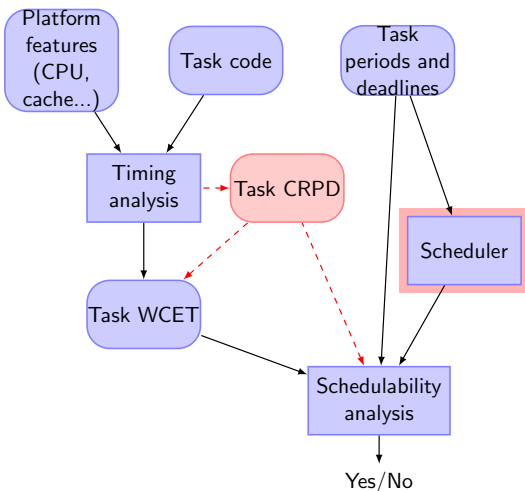 Platform
features
(CPU,
cache...)
Task code
Task
periods and
deadlines
Timing
analysis
Task CRPD
Scheduler
Task WCET
Schedulability
analysis
Yes/No